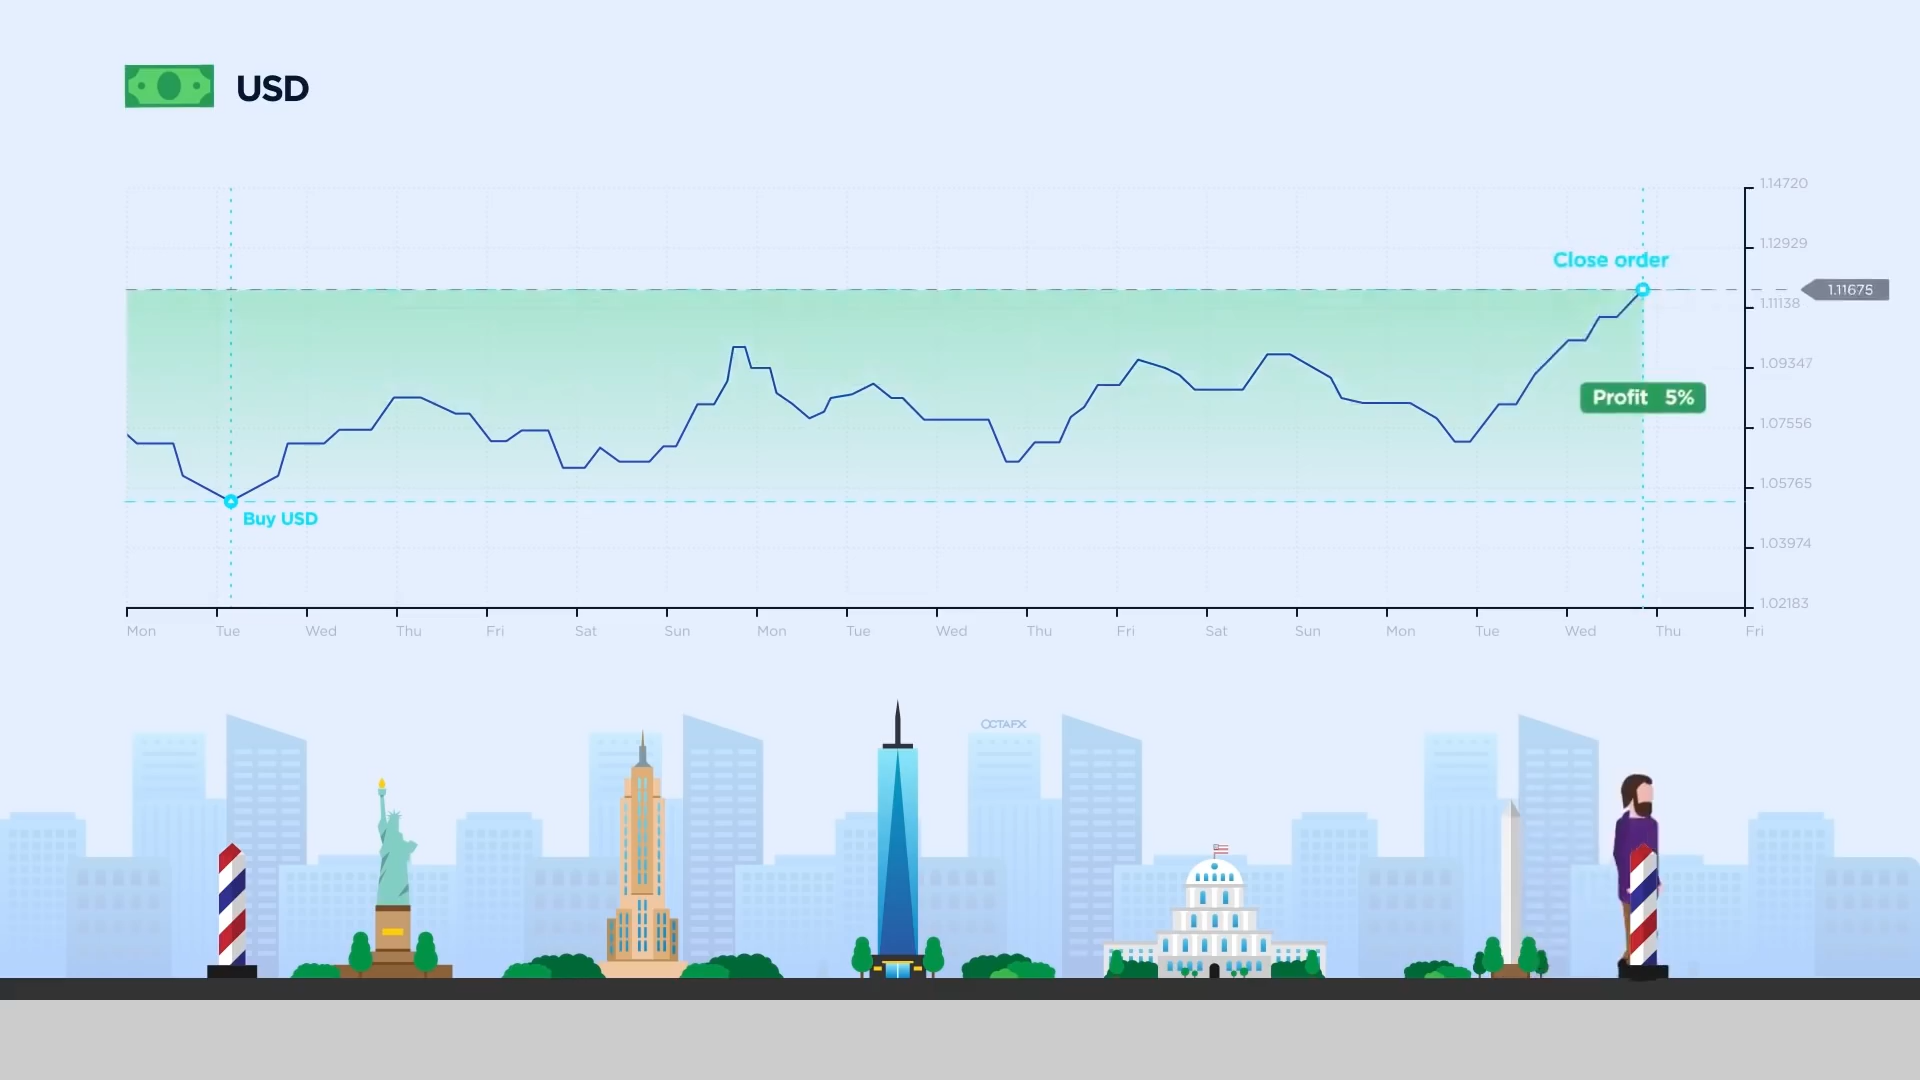 USD
1.14720
1.12929
Close order
1.11675
1.11138
1.09347
Profit 5%
1.07556
1.05765
Buy USD
1.03974
1.02183
Mon Tue Wed Thu Fri Sat Sun Mon Tue Wed Thu Fri Sat Sun Mon Tue Wed Thu Fri
OCTAFX